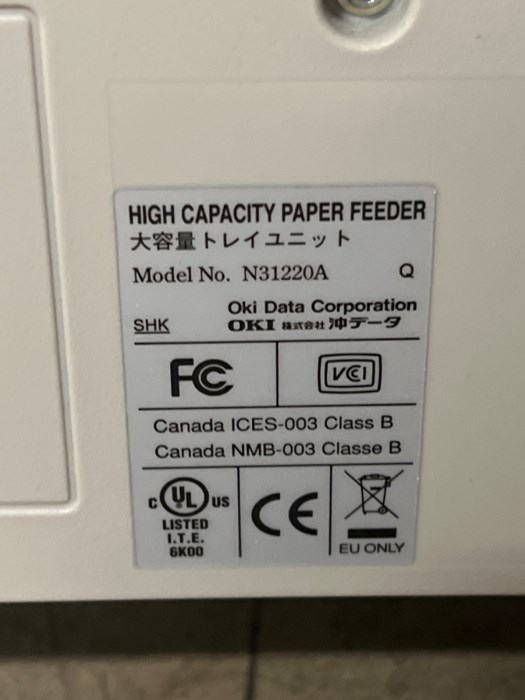 HIGH CAPACITY PAPER FEEDER
大容量トレイユニット
Model No. N31220A Q
Oki Data Corporation
SHK OKI 株式会社 沖データ
FC
VCI
Canada ICES-003 Class B
Canada NMB-003 Classe B
C UL US
LISTED
I.T.E.
6K00
CE
EU ONLY